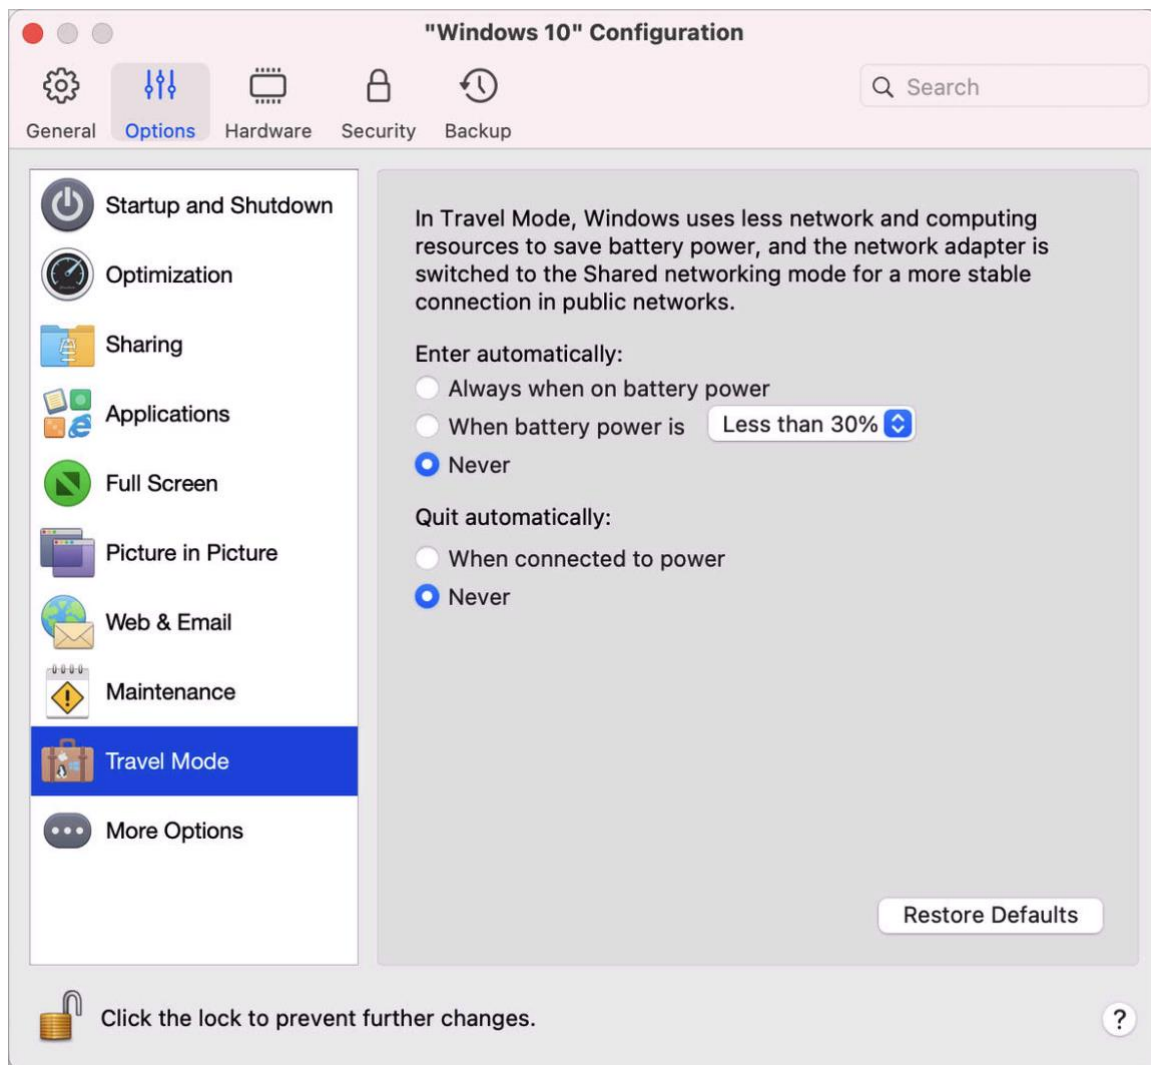 "Windows 10" Configuration
General
Options
Hardware
Security
Backup
Search
Startup and Shutdown
Optimization
Sharing
Applications
Full Screen
Picture in Picture
Web & Email
Maintenance
Travel Mode
More Options
In Travel Mode, Windows uses less network and computing
resources to save battery power, and the network adapter is
switched to the Shared networking mode for a more stable
connection in public networks.
Enter automatically:
Always when on battery power
When battery power is Less than 30%
Never
Quit automatically:
When connected to power
Never
Restore Defaults
Click the lock to prevent further changes.
?